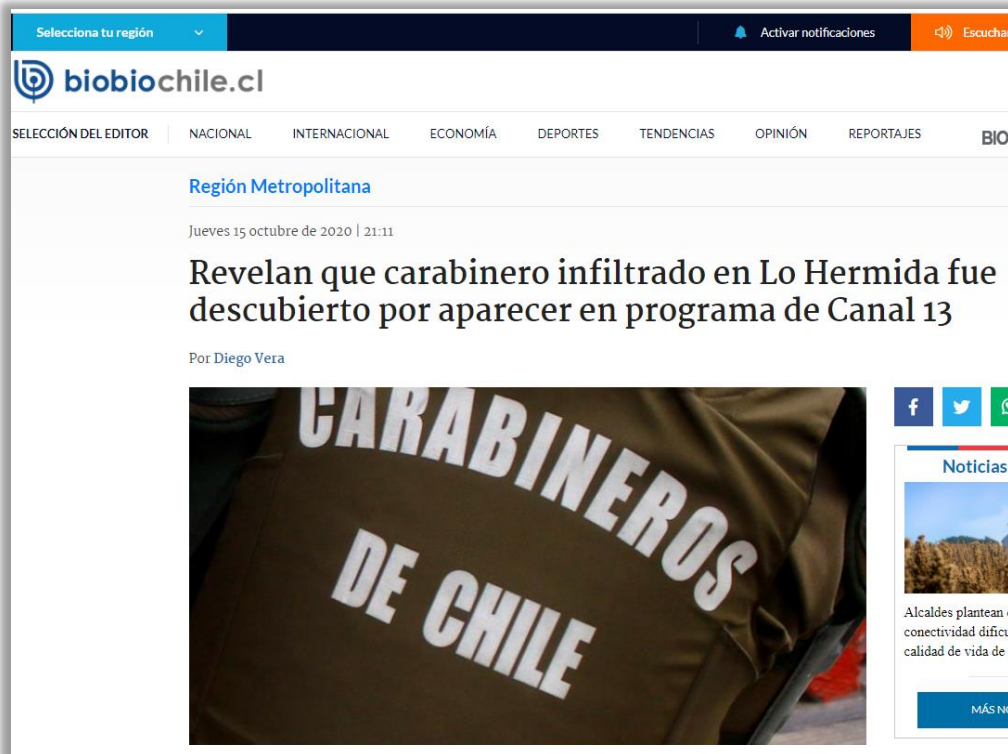 Selecciona tu región
Activar notificaciones
Escuchar
biobiochile.cl
SELECCIÓN DEL EDITOR
NACIONAL
INTERNACIONAL
ECONOMÍA
DEPORTES
TENDENCIAS
OPINIÓN
REPORTAJES
BIO
Región Metropolitana
Jueves 15 octubre de 2020 | 21:11
Revelan que carabinero infiltrado en Lo Hermida fue
descubierto por aparecer en programa de Canal 13
Por Diego Vera
CARABINEROS
DE CHILE
Noticias
Alcaldes plantean
conectividad
calidad de vida de
MÁS